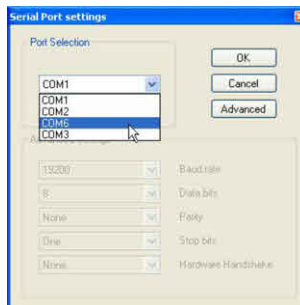 Serial Port settings
Port Selection
OK
COM1
Cancel
COM1
COM2
Advanced
COM6
COM3
19200
Baud rate
8
Data bits
None
Parity
One
Stop bits
None
Hardware Handshake